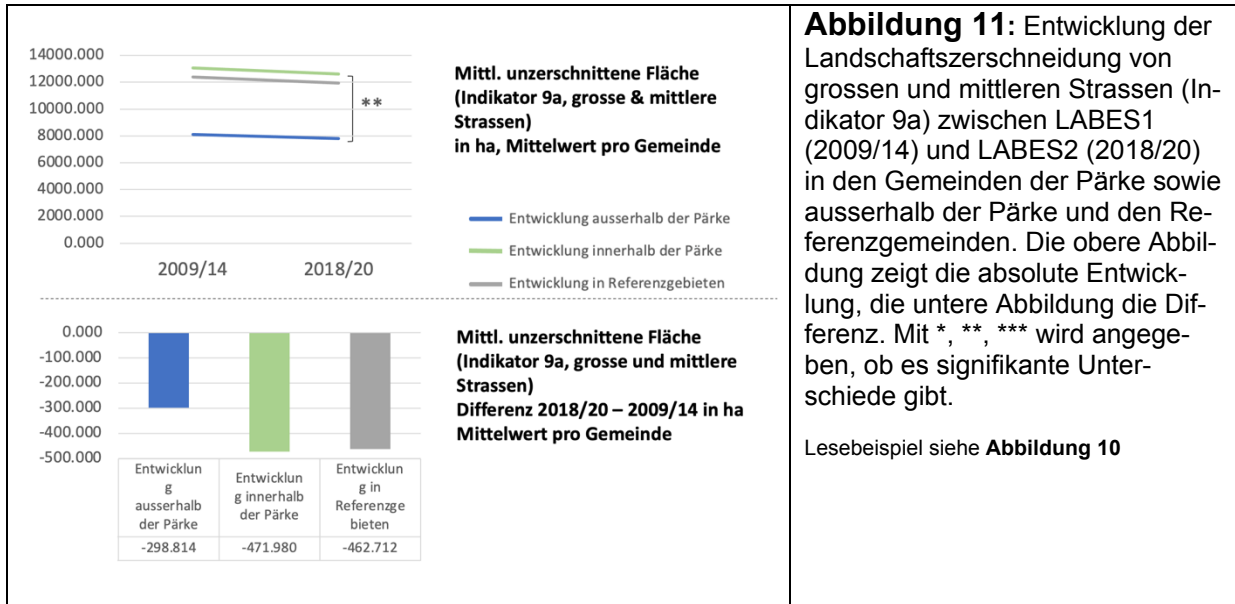 14000.000
12000.000
10000.000
8000.000
6000.000
4000.000
2000.000
0.000
2009/14
2018/20
**
Mittl. unzerschnittene Fläche
(Indikator 9a, grosse & mittlere
Strassen)
in ha, Mittelwert pro Gemeinde
Entwicklung ausserhalb der Pärke
Entwicklung innerhalb der Pärke
Entwicklung in Referenzgebieten
0.000
-100.000
-200.000
-300.000
-400.000
-500.000
Entwicklun
g
ausserhalb
der Pärke
Entwicklun
g innerhalb
der Pärke
Entwicklun
g in
Referenzge
bieten
-298.814
-471.980
-462.712
Mittl. unzerschnittene Fläche
(Indikator 9a, grosse und mittlere
Strassen)
Differenz 2018/20 – 2009/14 in ha
Mittelwert pro Gemeinde
Abbildung 11: Entwicklung der
Landschaftszerschneidung von
grossen und mittleren Strassen (In-
dikator 9a) zwischen LABES1
(2009/14) und LABES2 (2018/20)
in den Gemeinden der Pärke sowie
ausserhalb der Pärke und den Re-
ferenzgemeinden. Die obere Abbil-
dung zeigt die absolute Entwick-
lung, die untere Abbildung die Dif-
ferenz. Mit *, **, *** wird angege-
ben, ob es signifikante Unter-
schiede gibt.
Lesebeispiel siehe Abbildung 10